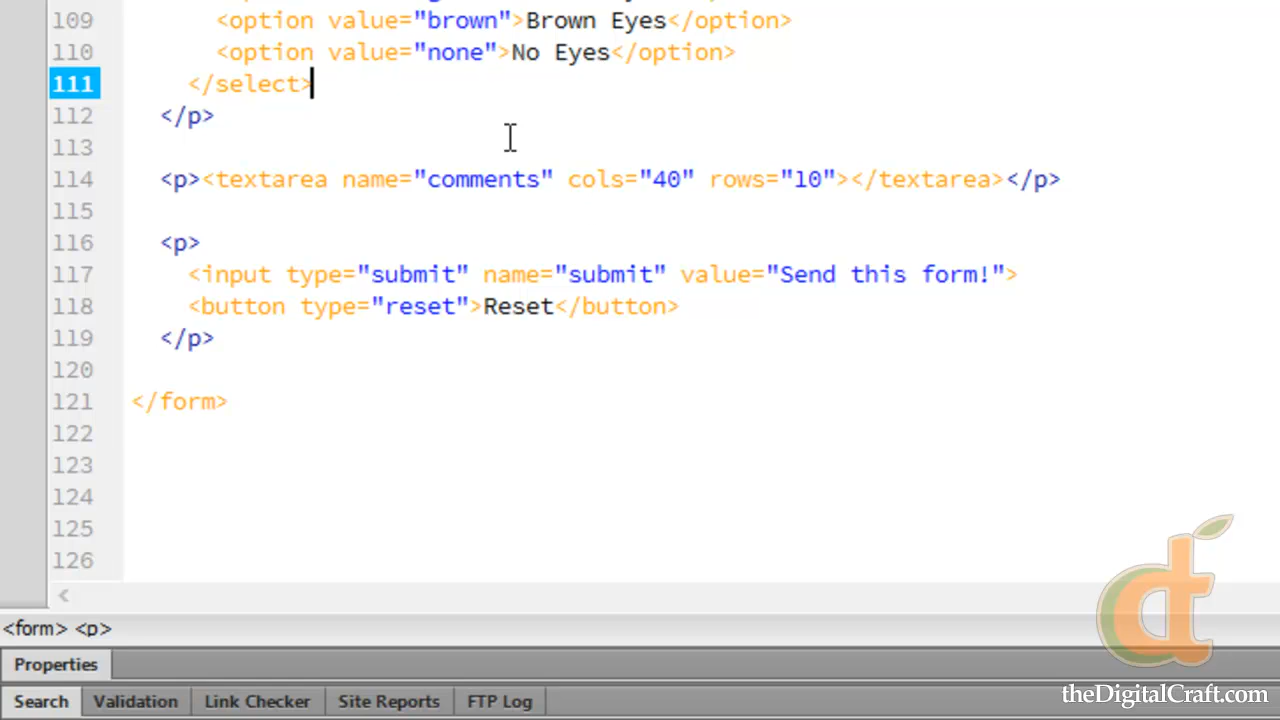 109 <option value="brown">Brown Eyes</option>
110 <option value="none">No Eyes</option>
111 </select>
112 </p>
113
114 <p><textarea name="comments" cols="40" rows="10"></textarea></p>
115
116 <p>
117 <input type="submit" name="submit" value="Send this form!">
118 <button type="reset">Reset</button>
119 </p>
120
121 </form>
122
123
124
125
126
<form> <p>
Properties
Search Validation Link Checker Site Reports FTP Log
theDigitalCraft.com